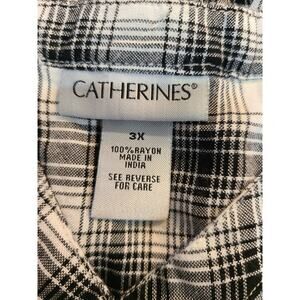 CATHERINES®
3X
100% RAYON
MADE IN
INDIA
SEE REVERSE
FOR CARE